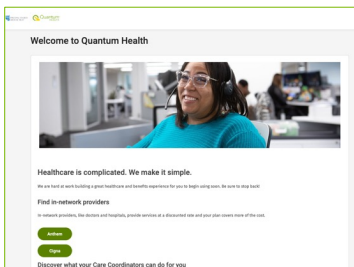 Quantum
Welcome to Quantum Health
Healthcare is complicated. We make it simple.
We are hard at work building a great healthcare and benefits experience for you to begin using soon. Be sure to stop back!
Find in-network providers
In-network providers, like doctors and hospitals, provide services at a discounted rate and your plan covers more of the cost.
Anthem
Cigna
Discover what your Care Coordinators can do for you